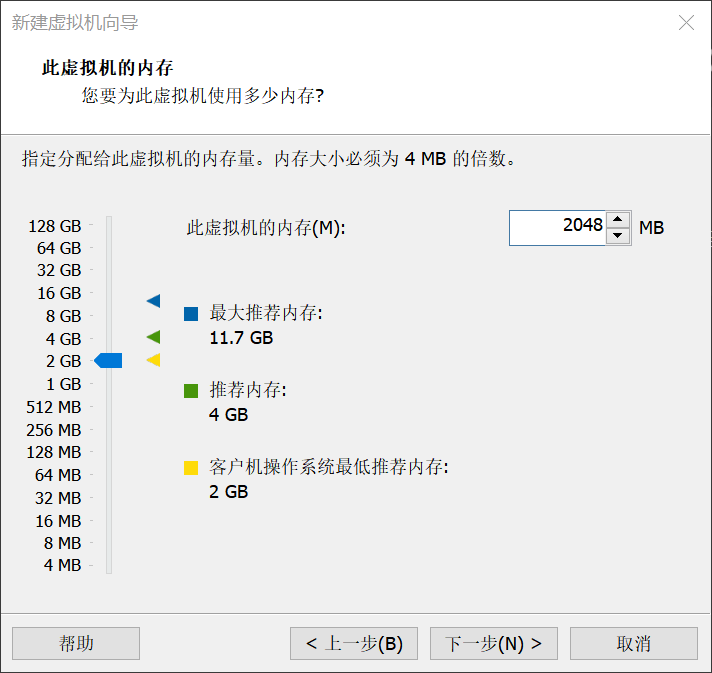 新建虚拟机向导
此虚拟机的内存
您要为此虚拟机使用多少内存?
指定分配给此虚拟机的内存量。内存大小必须为 4 MB 的倍数。
128 GB
64 GB
32 GB
16 GB
8 GB
4 GB
2 GB
1 GB
512 MB
256 MB
128 MB
64 MB
32 MB
16 MB
8 MB
4 MB
此虚拟机的内存(M): 2048 MB
最大推荐内存:
11.7 GB
推荐内存:
4 GB
客户机操作系统最低推荐内存:
2 GB
帮助 < 上一步(B) 下一步(N) > 取消